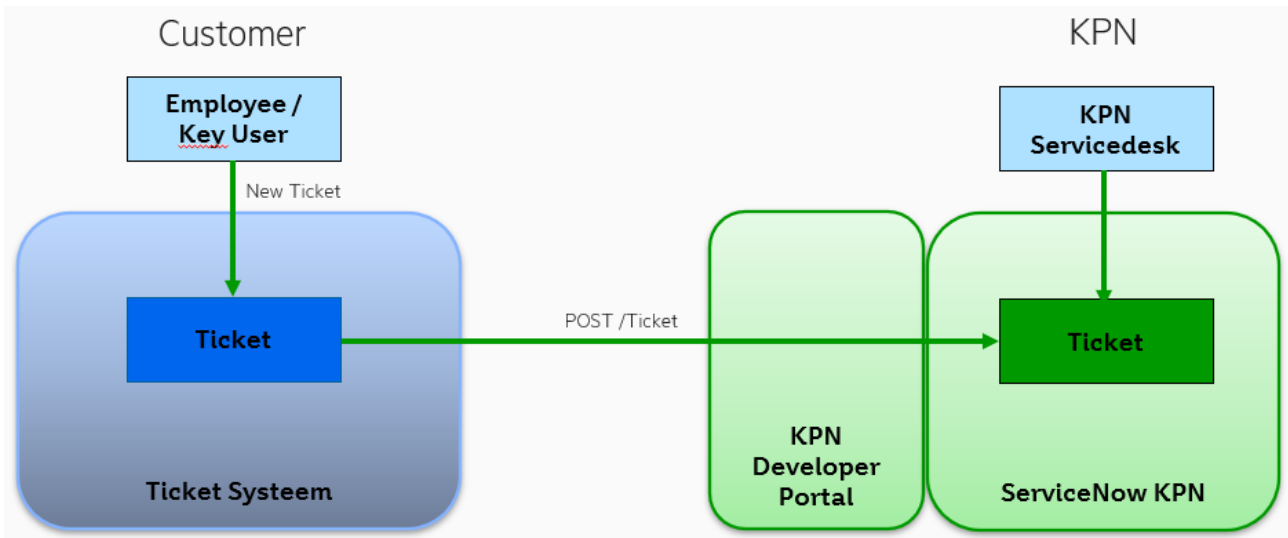 Customer
KPN
Employee /
Key User
KPN
Servicedesk
New Ticket
Ticket
POST /Ticket
Ticket
KPN
Developer
Portal
Ticket Systeem
ServiceNow KPN